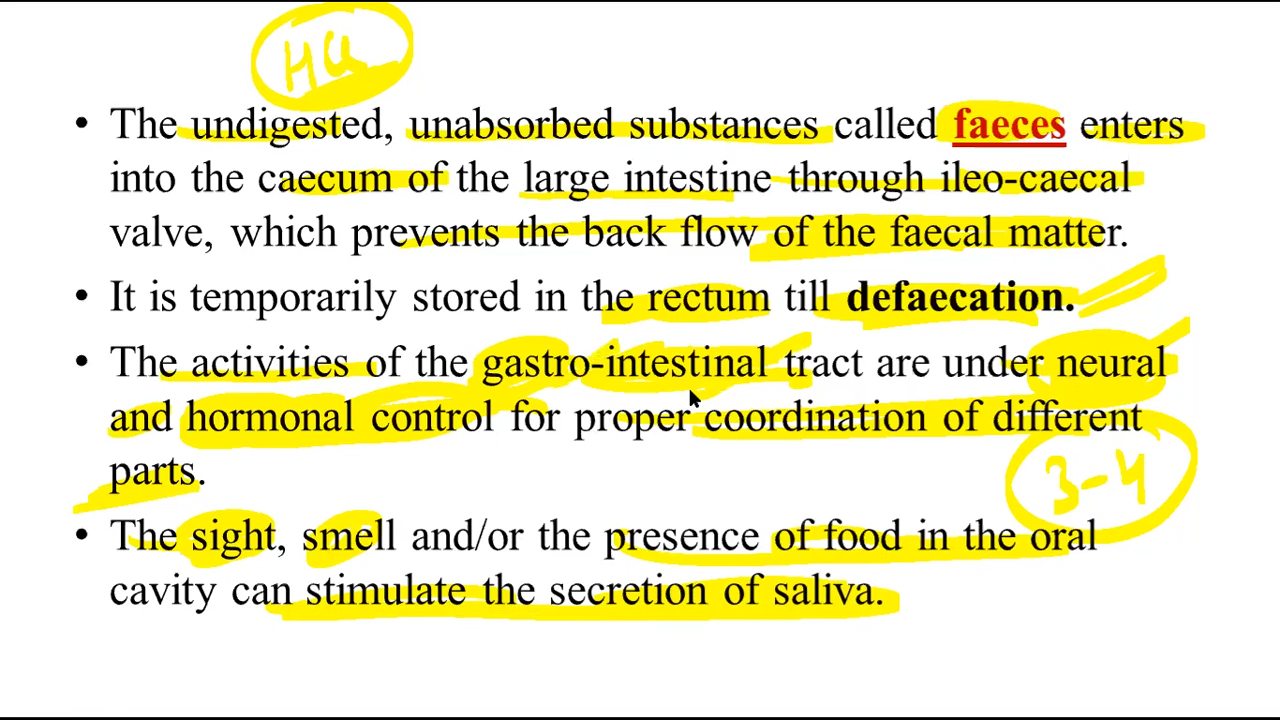 • The undigested, unabsorbed substances called faeces enters
into the caecum of the large intestine through ileo-caecal
valve, which prevents the back flow of the faecal matter.
• It is temporarily stored in the rectum till defaecation.
• The activities of the gastro-intestinal tract are under neural
and hormonal control for proper coordination of different
parts.
3-4
• The sight, smell and/or the presence of food in the oral
cavity can stimulate the secretion of saliva.